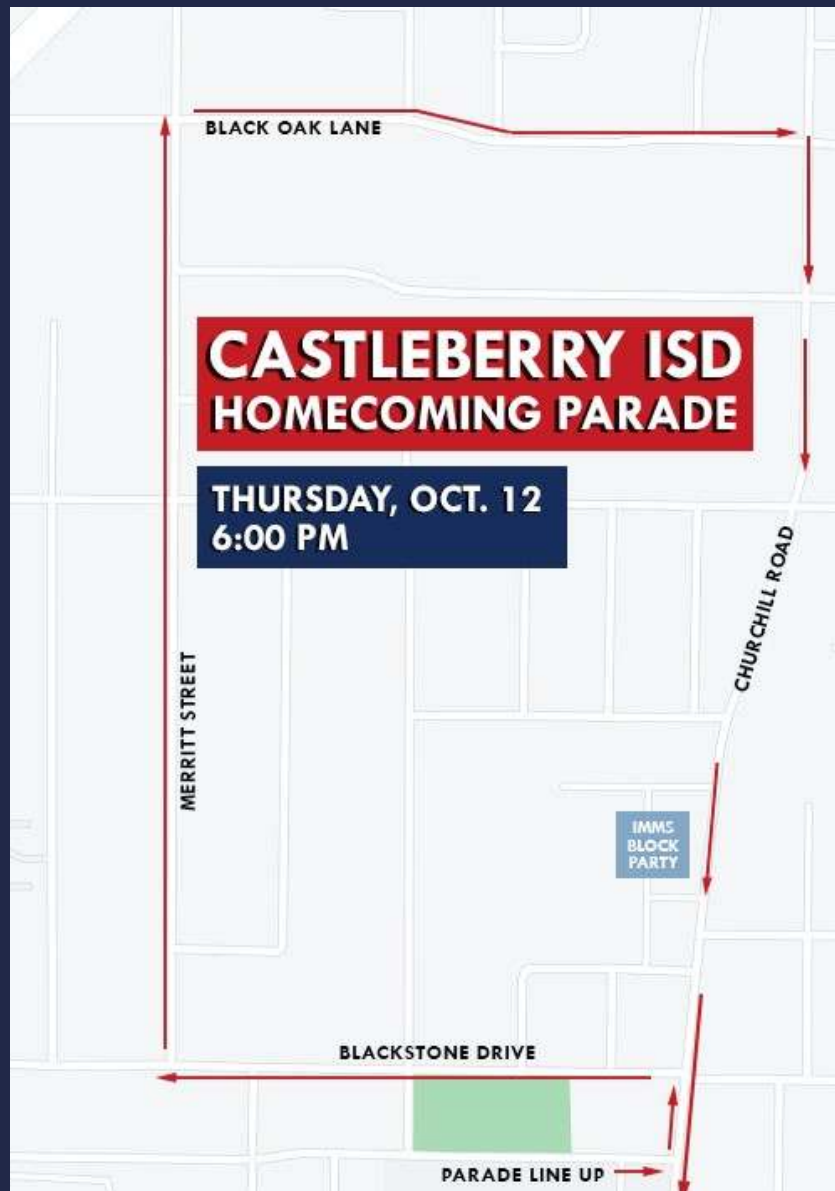 BLACK OAK LANE
CASTLEBERRY ISD
HOMECOMING PARADE
THURSDAY, OCT. 12
6:00 PM
CHURCHILL ROAD
MERRITT STREET
IMMS
BLOCK
PARTY
BLACKSTONE DRIVE
PARADE LINE UP